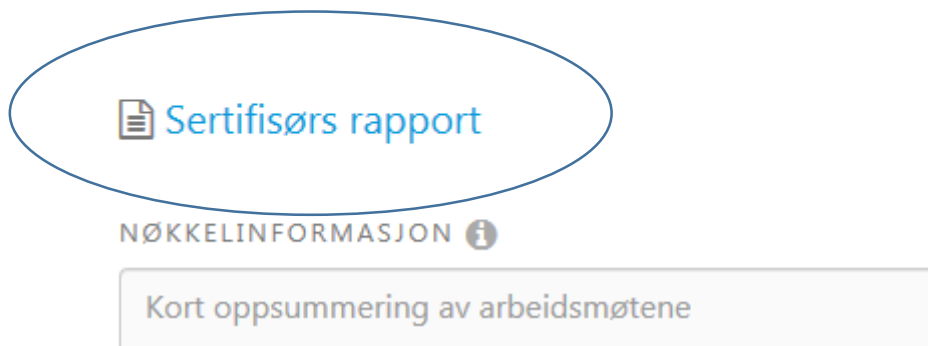 Sertifisørs rapport
NØKKELINFORMASJON
Kort oppsummering av arbeidsmøtene